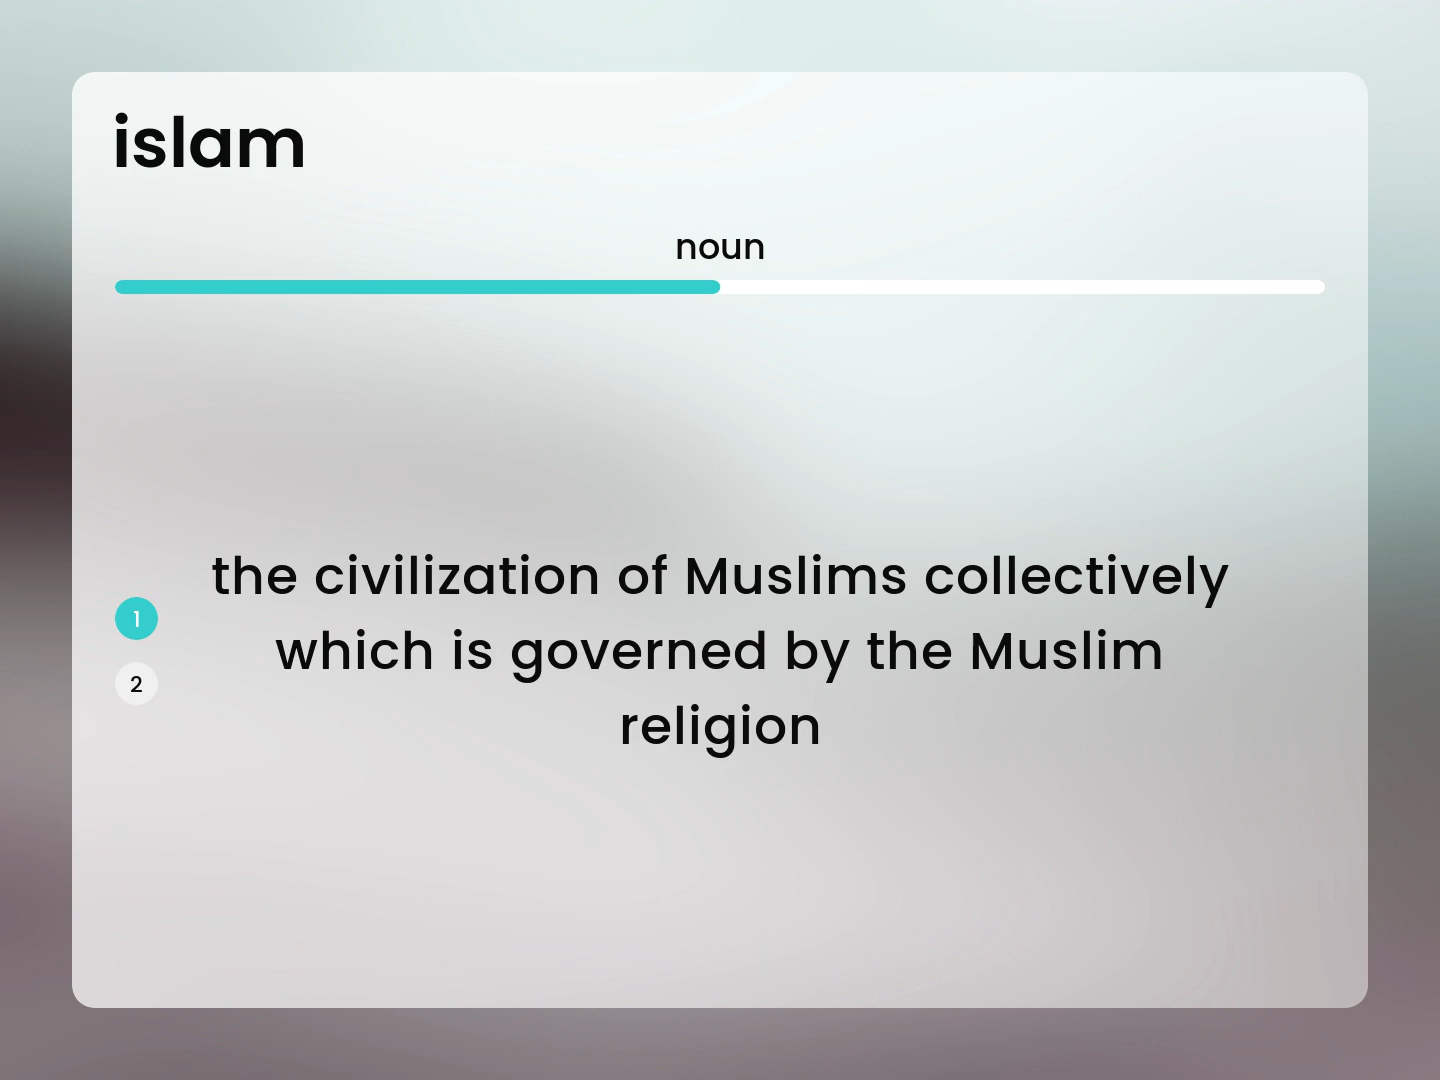 islam
noun
the civilization of Muslims collectively
1
which is governed by the Muslim
2
religion